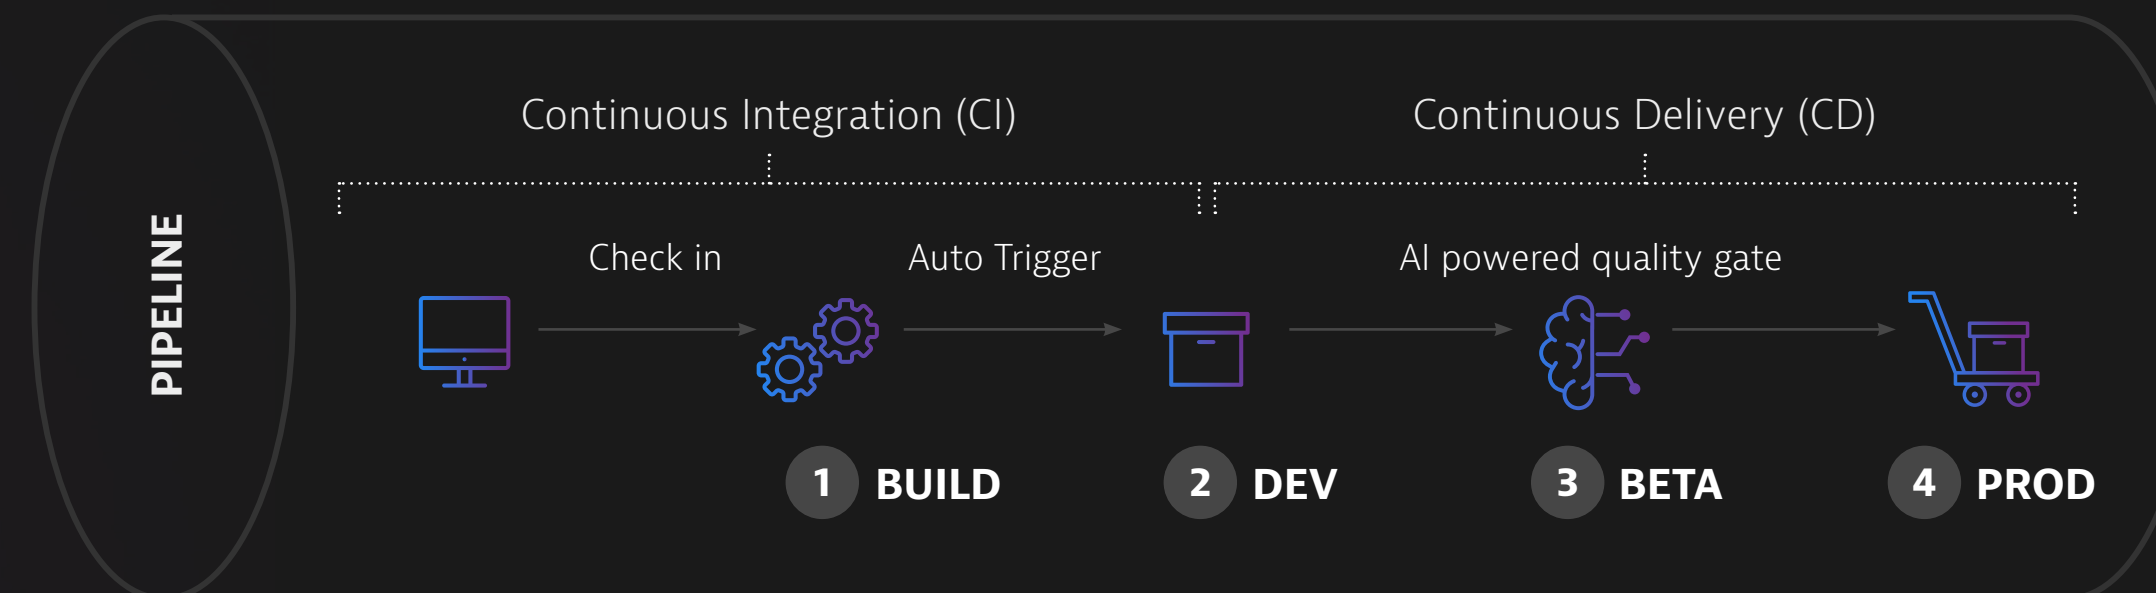 PIPELINE
Continuous Integration (CI)
Continuous Delivery (CD)
Check in
Auto Trigger
AI powered quality gate
1 BUILD
2 DEV
3 BETA
4 PROD